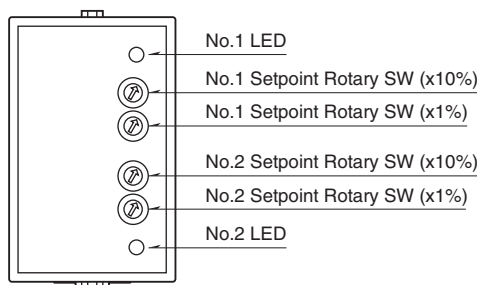 No.1 LED
No.1 Setpoint Rotary SW (x10%)
No.1 Setpoint Rotary SW (x1%)
No.2 Setpoint Rotary SW (x10%)
No.2 Setpoint Rotary SW (x1%)
No.2 LED